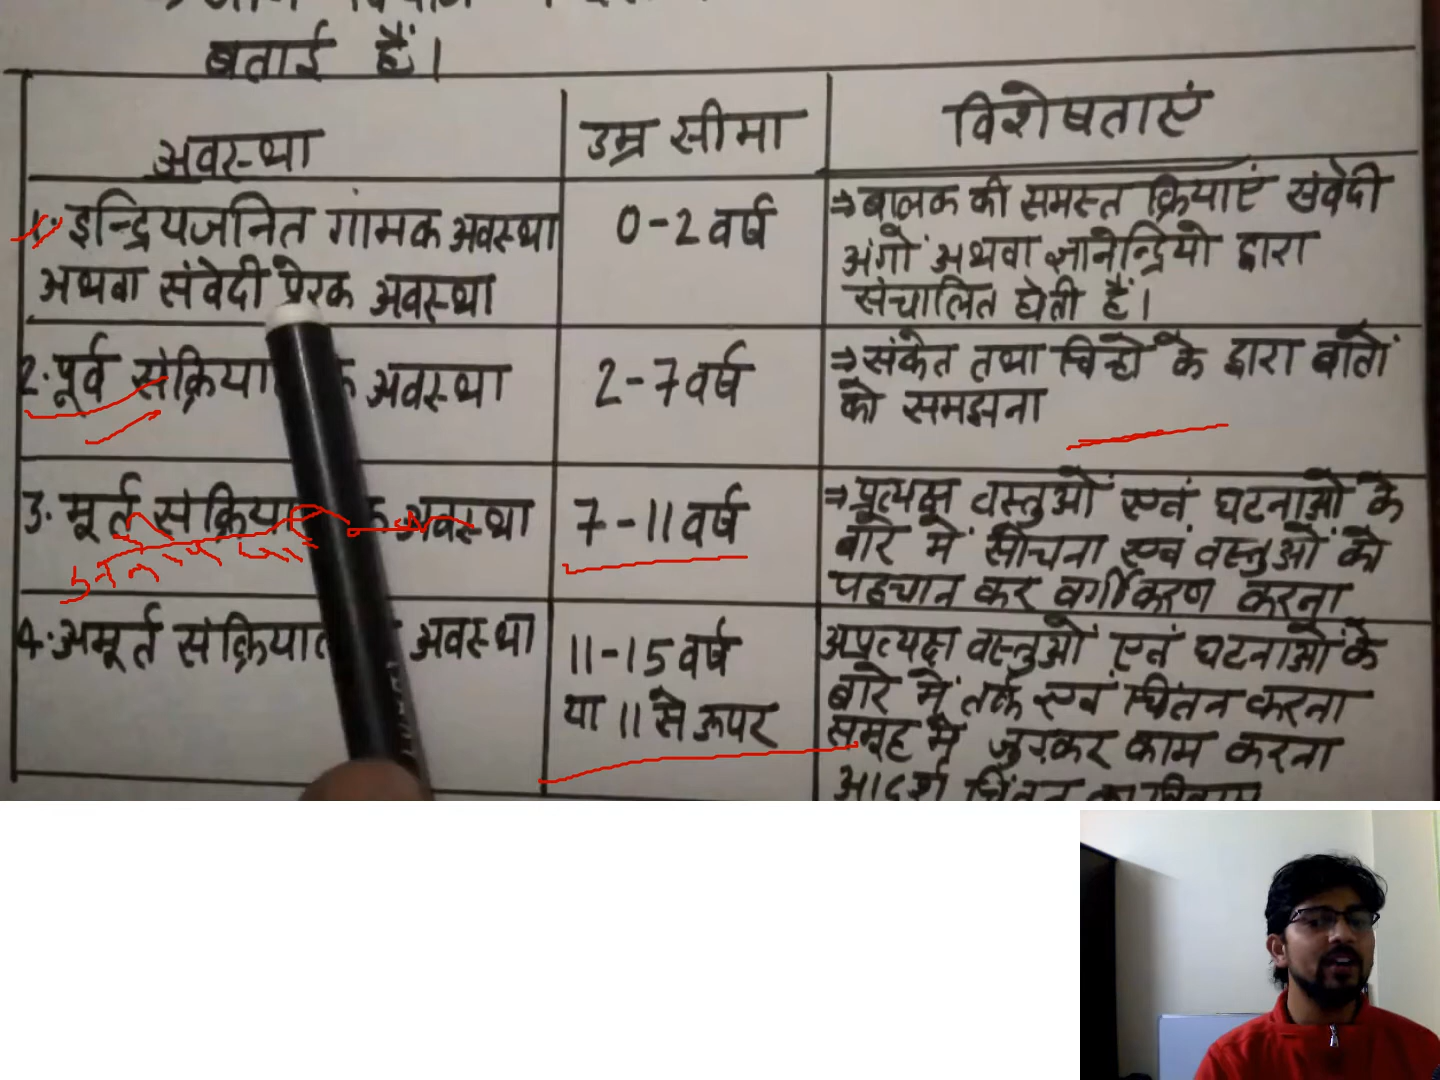 बताई हैं।
अवस्था
उम्र सीमा
विशेषताएं
1. इन्द्रियजनित गामक अवस्था
अथवा संवेदी प्रेरक अवस्था
0-2 वर्ष
⇒ बालक की समस्त क्रियाएं संवेदी
अंगों अथवा ज्ञानेन्द्रियो द्वारा
संचालित होती हैं।
2. पूर्व अवस्था
2-7 वर्ष
⇒ संकेत तथा चिन्हो के द्वारा बातों
को समझना
3. मूर्त अवस्था
7-11 वर्ष
⇒ प्रत्यक्ष वस्तुओं एवं घटनाओं के
बारे में सोचना एवं वस्तुओं को
पहचान कर वर्गीकरण करना
4. अमूर्त अवस्था
11-15 वर्ष
या 11 से ऊपर
अप्रत्यक्ष वस्तुओं एवं घटनाओं के
बारे में तर्क एवं चिंतन करना
समूह में जुड़कर काम करना